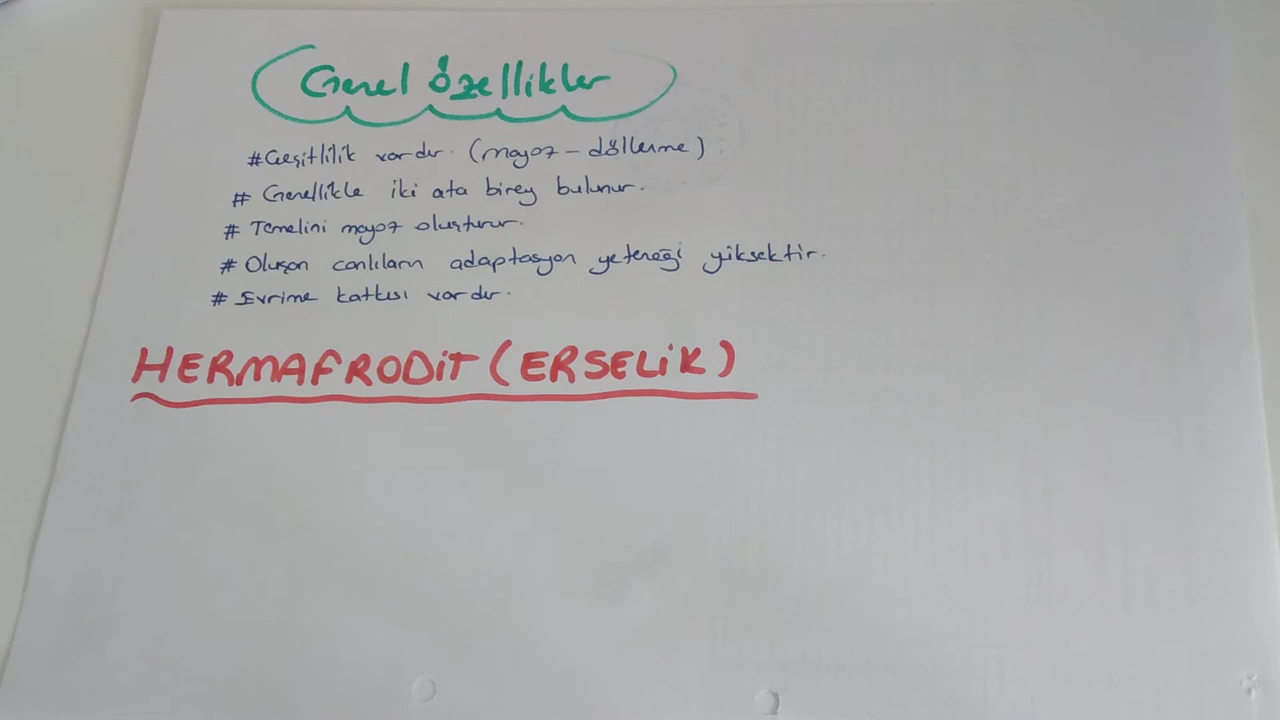 Genel özellikler
#Çeşitlilik vardır. (mayoz - döllenme)
# Genellikle iki ata birey bulunur.
# Temelini mayoz oluşturur.
# Oluşan canlıların adaptasyon yeteneği yüksektir.
# Evrime katkısı vardır.
HERMAFRODİT (ERSELİK)